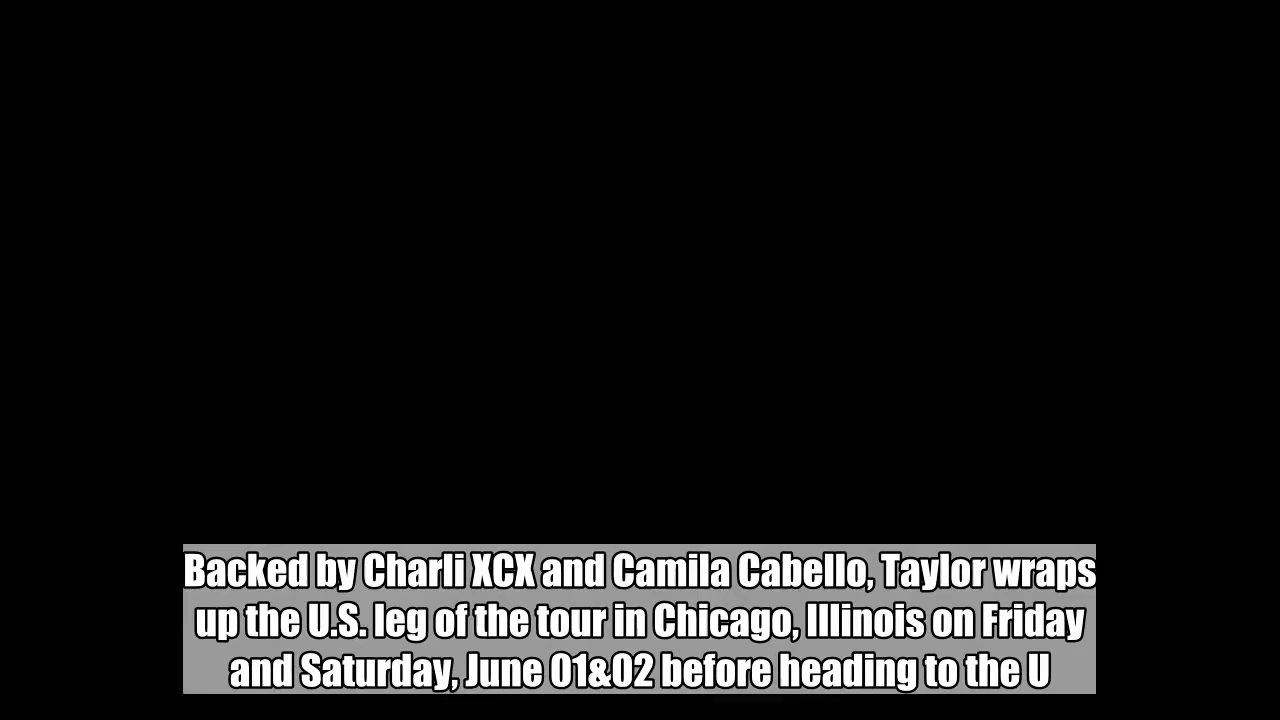 Backed by Charli XCX and Camila Cabello, Taylor wraps
up the U.S. leg of the tour in Chicago, Illinois on Friday
and Saturday, June 01&02 before heading to the U